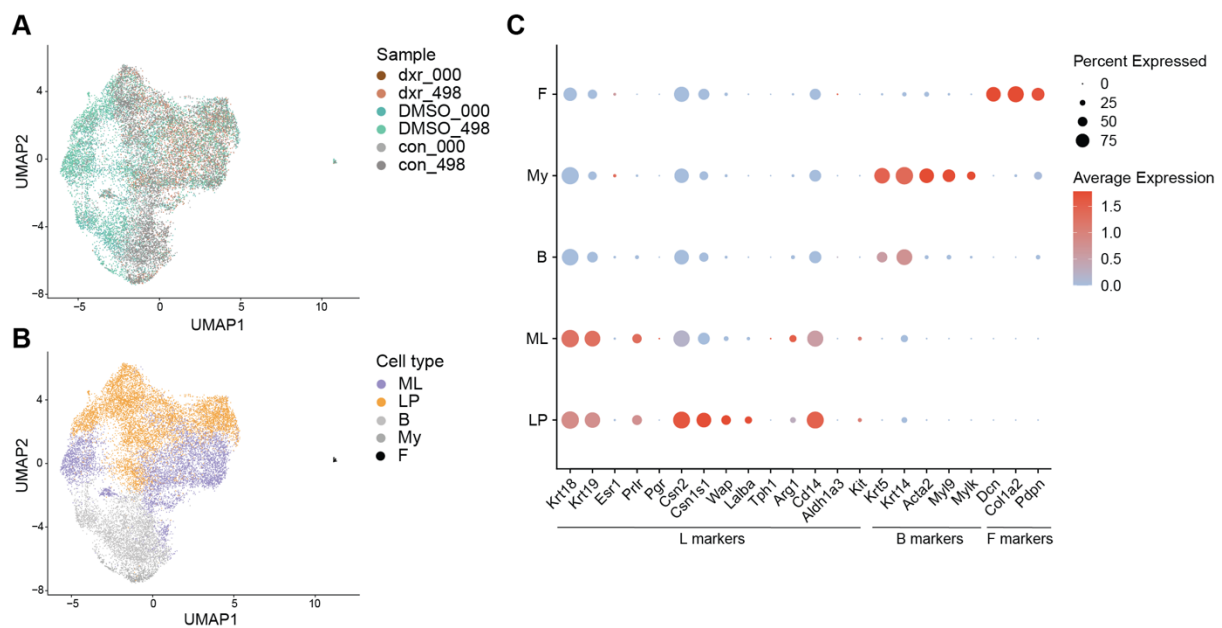 A
Sample
dxr_000
dxr_498
DMSO_000
DMSO_498
con_000
con_498
UMAP2
4
0
−4
−8
−5
0
5
10
UMAP1
B
Cell type
ML
LP
B
My
F
UMAP2
4
0
−4
−8
−5
0
5
10
UMAP1
C
F
My
B
ML
LP
Krt18
Krt19
Esr1
Prlr
Pgr
Csn2
Csn1s1
Wap
Lalba
Tph1
Arg1
Cd14
Aldh1a3
Kit
Krt5
Krt14
Acta2
Myl9
Mylk
Dcn
Col1a2
Pdpn
L markers
B markers
F markers
Percent Expressed
0
25
50
75
Average Expression
1.5
1.0
0.5
0.0